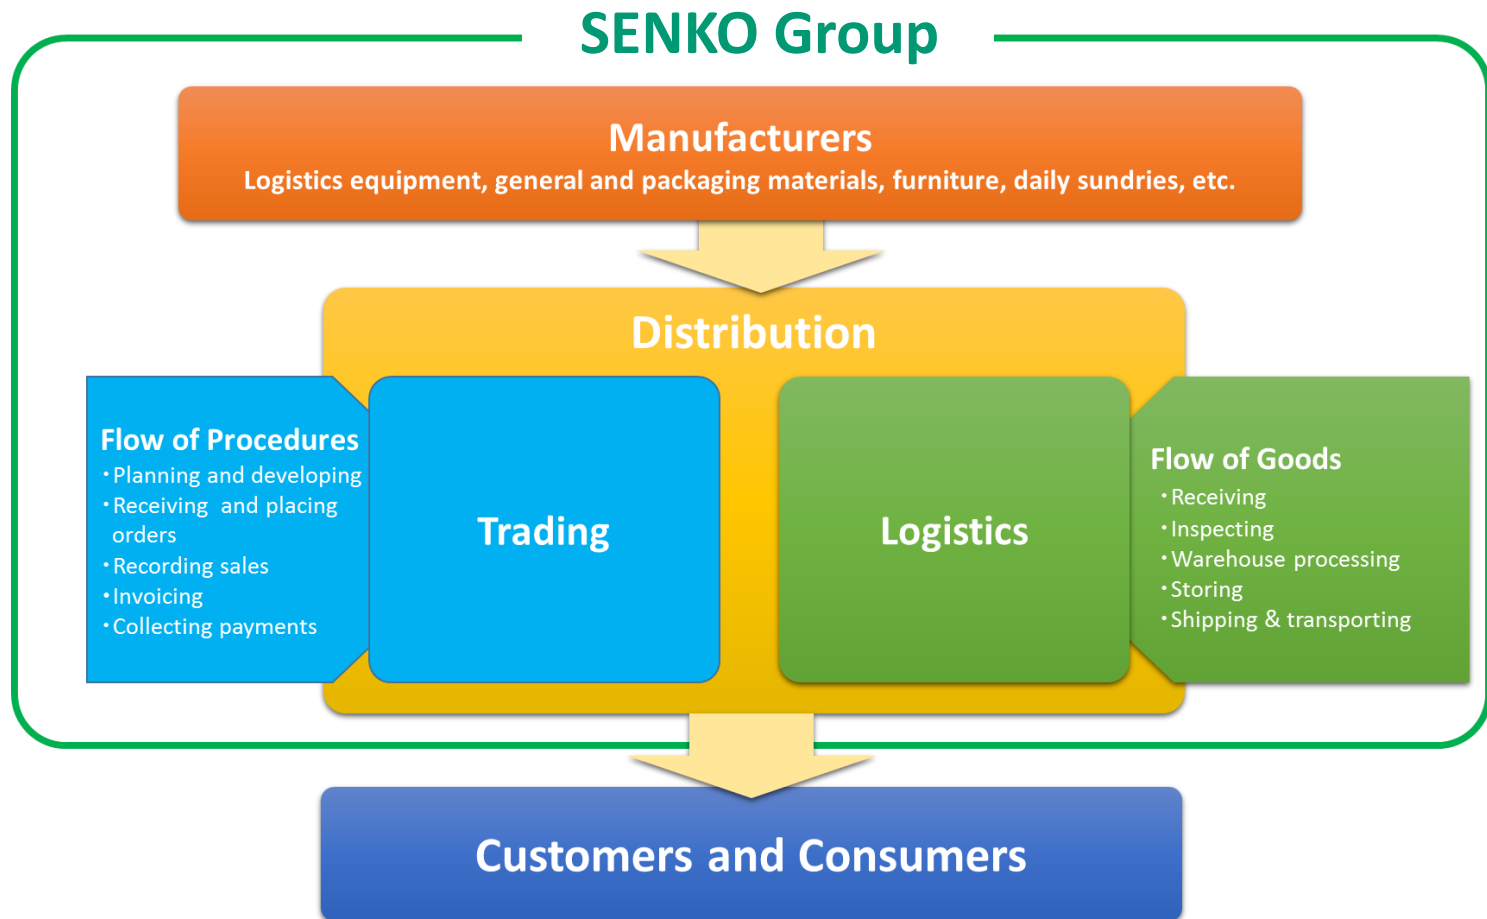 SENKO Group
Manufacturers
Logistics equipment, general and packaging materials, furniture, daily sundries, etc.
Distribution
Flow of Procedures
・Planning and developing
・Receiving and placing
orders
・Recording sales
・Invoicing
・Collecting payments
Trading
Logistics
Flow of Goods
・Receiving
・Inspecting
・Warehouse processing
・Storing
・Shipping & transporting
Customers and Consumers